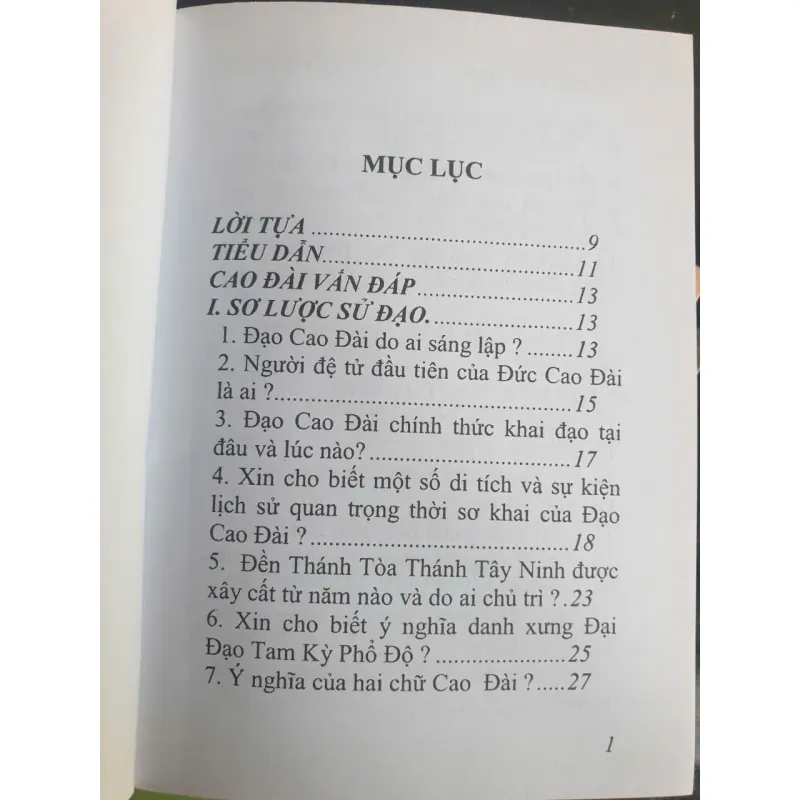 MỤC LỤC
LỜI TỰA ............................................9
TIỂU DẪN........................................11
CAO ĐÀI VẤN ĐÁP.........................13
I. SƠ LƯỢC SỬ ĐẠO.......................13
1. Đạo Cao Đài do ai sáng lập ? ........13
2. Người đệ tử đầu tiên của Đức Cao Đài
là ai ?...............................................15
3. Đạo Cao Đài chính thức khai đạo tại
đâu và lúc nào?................................17
4. Xin cho biết một số di tích và sự kiện
lịch sử quan trọng thời sơ khai của Đạo
Cao Đài ?.........................................18
5. Đền Thánh Tòa Thánh Tây Ninh được
xây cất từ năm nào và do ai chủ trì ?.23
6. Xin cho biết ý nghĩa danh xưng Đại
Đạo Tam Kỳ Phổ Độ ?....................25
7. Ý nghĩa của hai chữ Cao Đài ?.....27
1